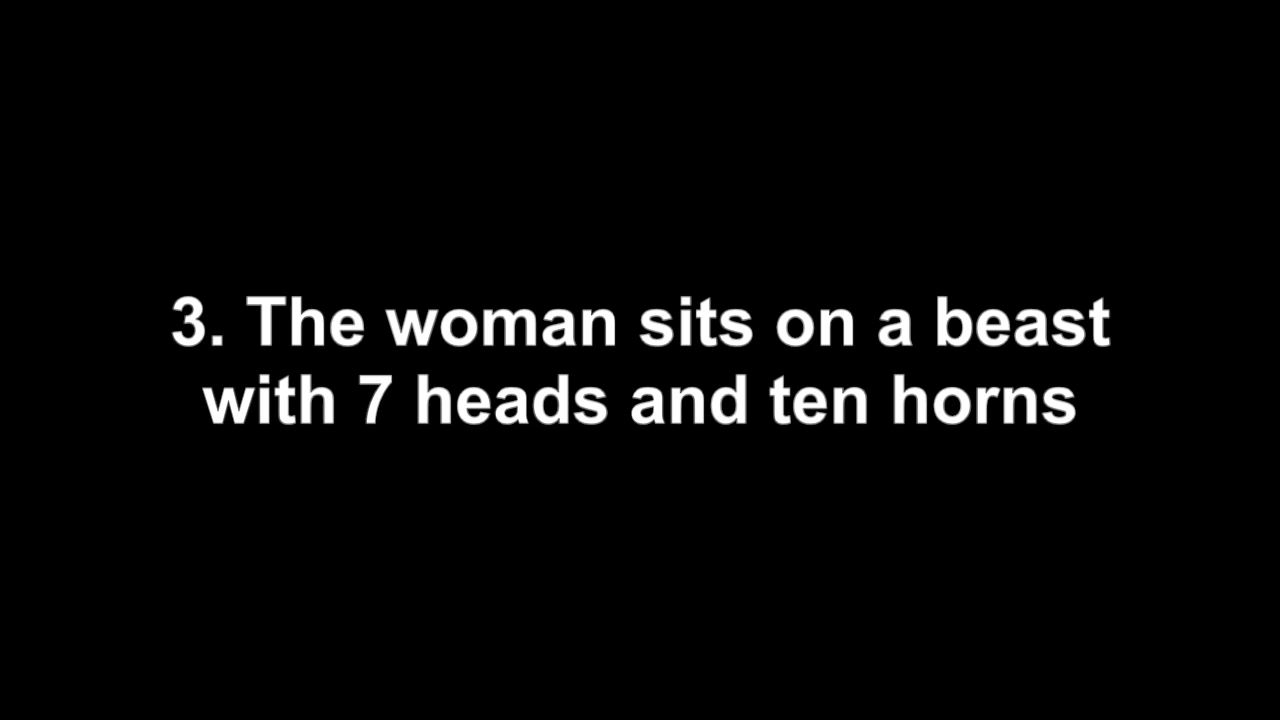 3. The woman sits on a beast
with 7 heads and ten horns